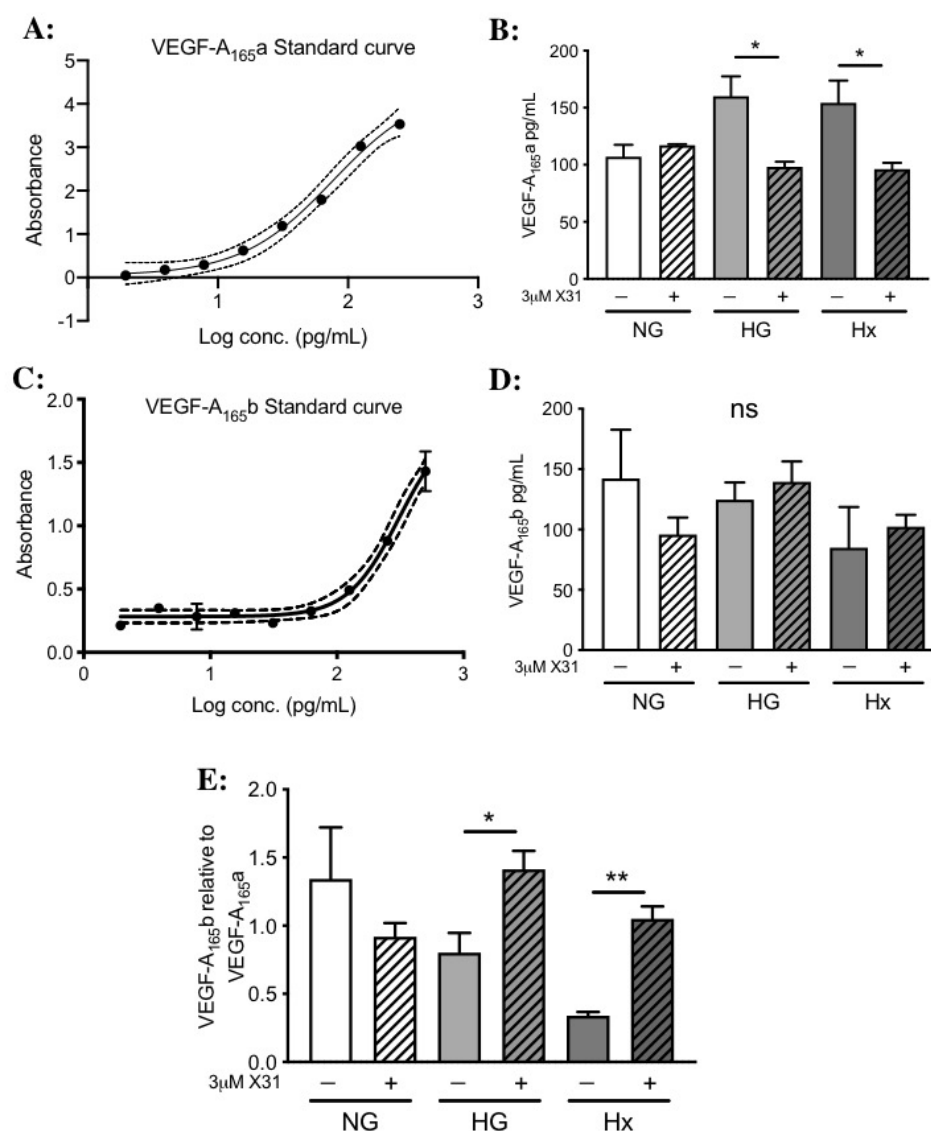 A:
VEGF-A₁₆₅a Standard curve
5
4
3
2
1
0
-1
1
2
3
Absorbance
Log conc. (pg/mL)
B:
200
150
100
50
0
VEGF-A₁₆₅a pg/mL
*
*
3μM X31
– + – + – +
NG HG Hx
C:
VEGF-A₁₆₅b Standard curve
2.0
1.5
1.0
0.5
0.0
0 1 2 3
Absorbance
Log conc. (pg/mL)
D:
ns
200
150
100
50
0
VEGF-A₁₆₅b pg/mL
3μM X31
– + – + – +
NG HG Hx
E:
2.0
1.5
1.0
0.5
0.0
VEGF-A₁₆₅b relative to
VEGF-A₁₆₅a
*
**
3μM X31
– + – + – +
NG HG Hx